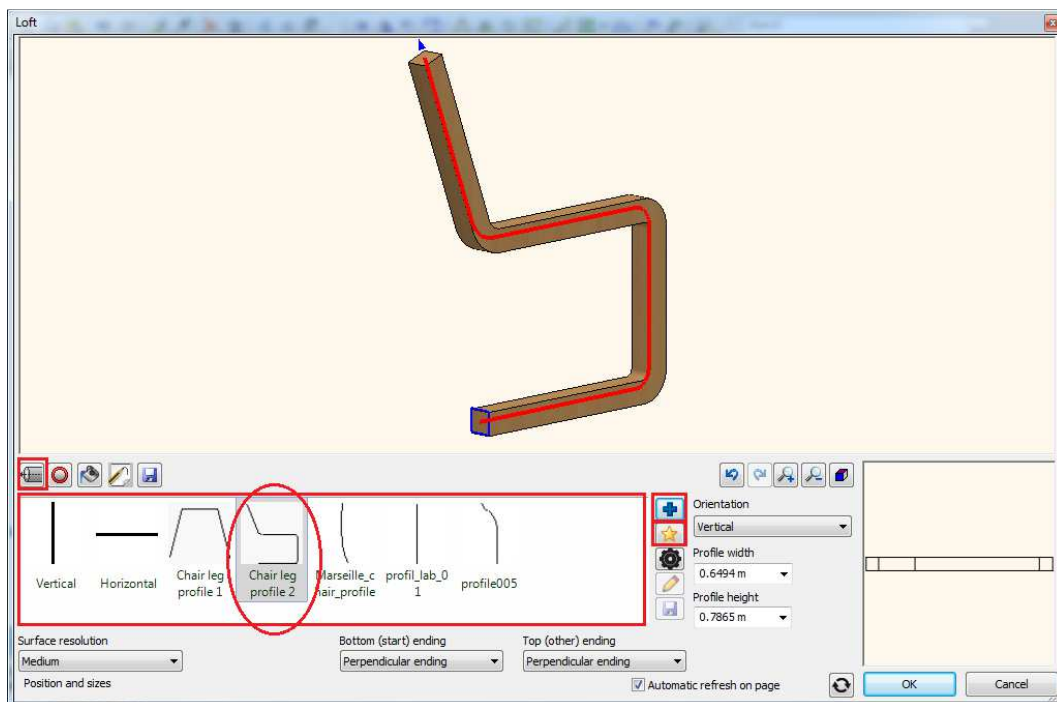 Loft
Orientation
Vertical
Profile width
0.6494 m
Profile height
0.7865 m
Vertical
Horizontal
Chair leg
profile 1
Chair leg
profile 2
Marseille_c
hair_profile
profil_lab_0
1
profile005
Surface resolution
Medium
Bottom (start) ending
Perpendicular ending
Top (other) ending
Perpendicular ending
Position and sizes
Automatic refresh on page
OK
Cancel